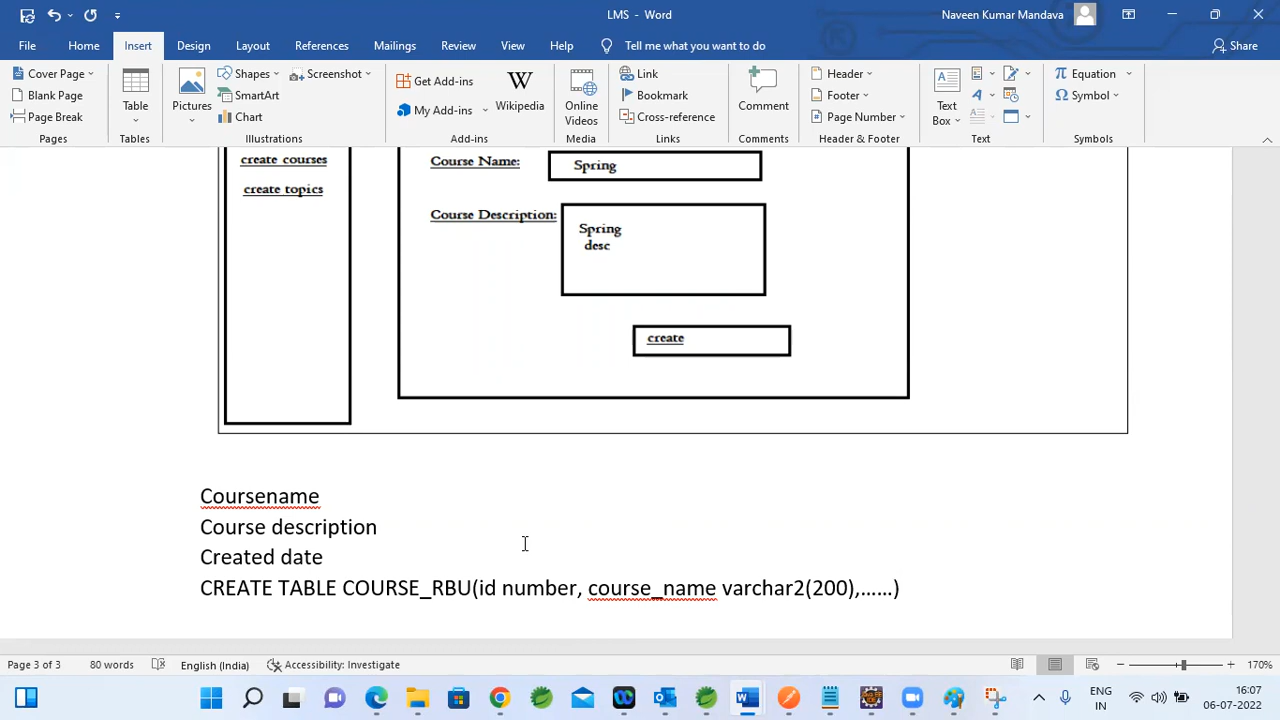 LMS - Word
Naveen Kumar Mandava
File Home Insert Design Layout References Mailings Review View Help Tell me what you want to do Share
Cover Page
Blank Page
Page Break
Pages
Table
Tables
Pictures
Shapes
SmartArt
Chart
Screenshot
Illustrations
Get Add-ins
My Add-ins
Wikipedia
Add-ins
Online
Videos
Media
Link
Bookmark
Cross-reference
Links
Comment
Comments
Header
Footer
Page Number
Header & Footer
Text
Box
Text
Equation
Symbol
Symbols
create courses
create topics
Course Name:
Spring
Course Description:
Spring
desc
create
Coursename
Course description
Created date
CREATE TABLE COURSE_RBU(id number, course_name varchar2(200),......)
Page 3 of 3 80 words English (India) Accessibility: Investigate 170%
ENG
IN
16:07
06-07-2022